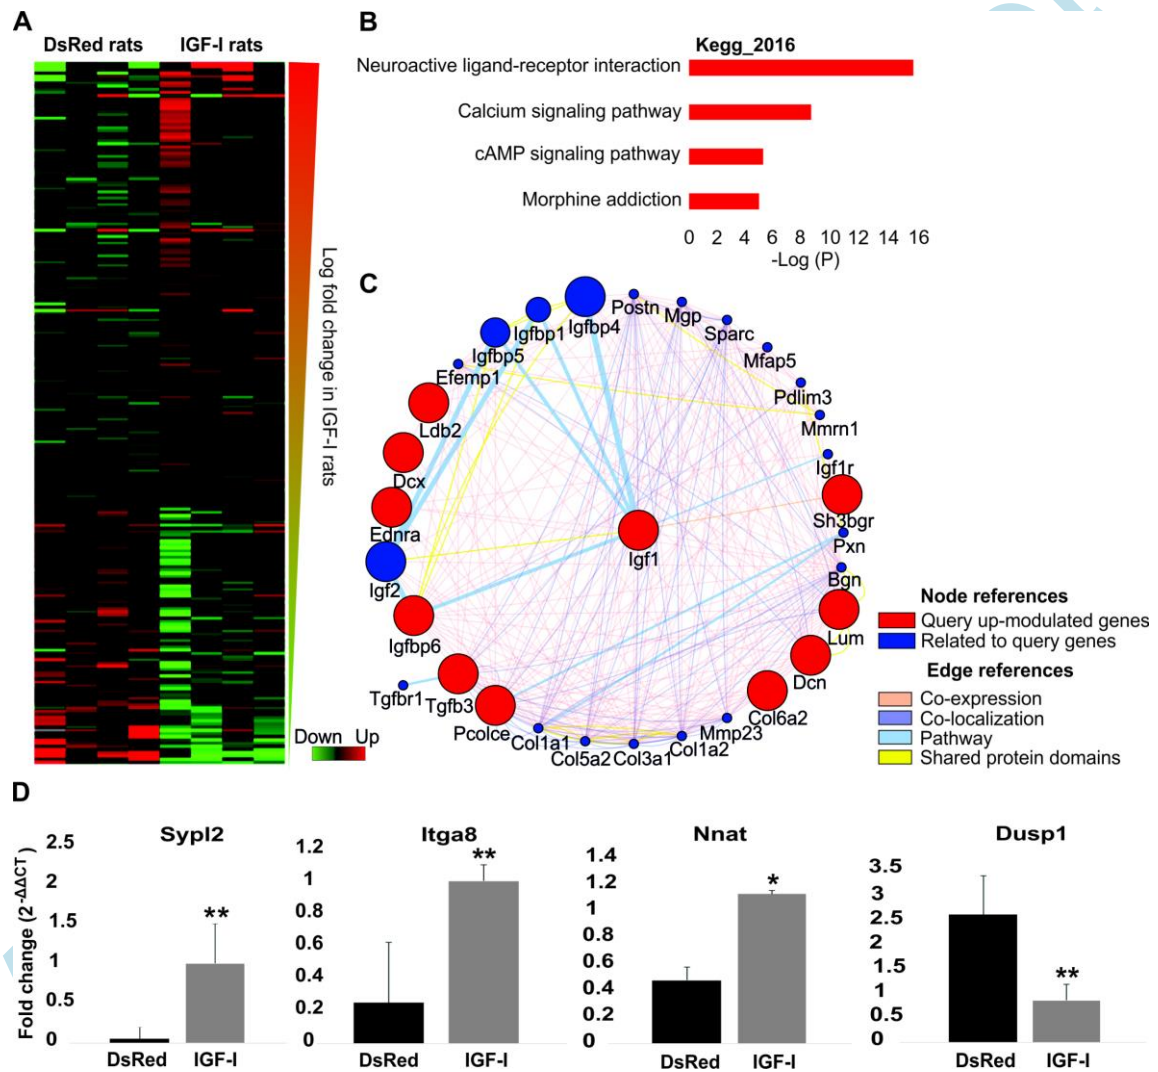 A
DsRed rats
IGF-I rats
Log fold change in IGF-I rats
Down Up
B
Kegg_2016
Neuroactive ligand-receptor interaction
Calcium signaling pathway
cAMP signaling pathway
Morphine addiction
0 2 4 6 8 10 12 14 16
-Log (P)
C
Igfbp4
Igfbp1
Igfbp5
Efemp1
Ldb2
Dcx
Ednra
Igf2
Igfbp6
Tgfbr1
Tgfb3
Pcolce
Col1a1
Col5a2
Col3a1
Col1a2
Mmp23
Col6a2
Dcn
Lum
Bgn
Pxn
Sh3bgr
Igf1r
Mmrn1
Pdlim3
Mfap5
Sparc
Mgp
Postn
Igf1
Node references
Query up-modulated genes
Related to query genes
Edge references
Co-expression
Co-localization
Pathway
Shared protein domains
D
Fold change (2^-ΔΔCT)
Sypl2
2.5
2
1.5
1
0.5
0
**
DsRed IGF-I
Itga8
1.2
1
0.8
0.6
0.4
0.2
0
**
DsRed IGF-I
Nnat
1.4
1.2
1
0.8
0.6
0.4
0.2
0
*
DsRed IGF-I
Dusp1
3.5
3
2.5
2
1.5
1
0.5
0
**
DsRed IGF-I